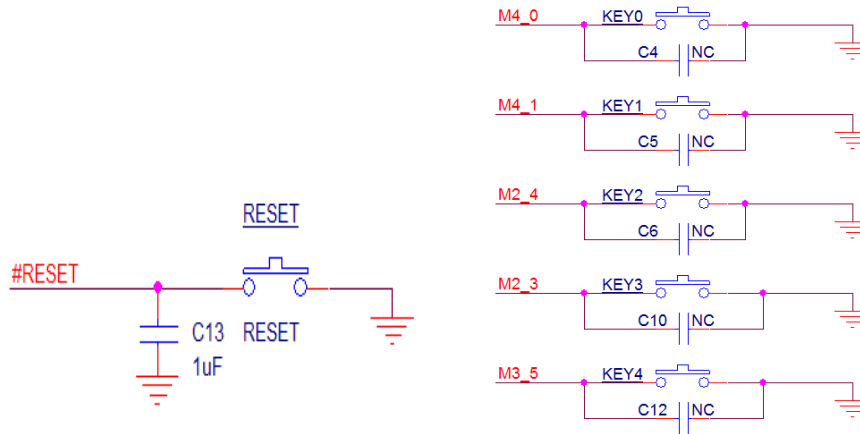 RESET
#RESET
C13 RESET
1uF
M4_0 KEY0
C4 NC
M4_1 KEY1
C5 NC
M2_4 KEY2
C6 NC
M2_3 KEY3
C10 NC
M3_5 KEY4
C12 NC